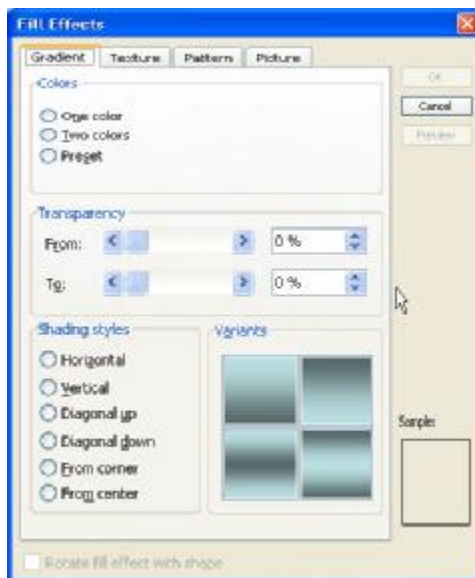 Fill Effects
Gradient Texture Pattern Picture
Colors
One color
Two colors
Preset
Transparency
From: 0 %
To: 0 %
Shading styles
Horizontal
Vertical
Diagonal up
Diagonal down
From corner
From center
Variants
OK
Cancel
Preview
Sample:
Rotate fill effect with shape